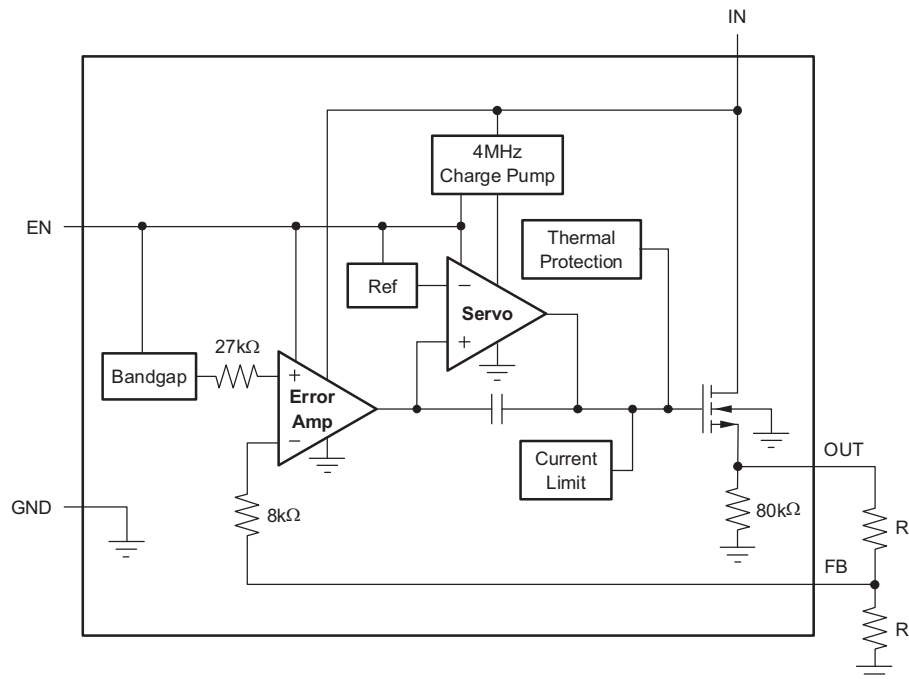 IN
4MHz
Charge Pump
EN
Thermal
Protection
Ref
−
Servo
+
27kΩ
Bandgap
+
Error
Amp
−
OUT
Current
Limit
GND
8kΩ
80kΩ
R
FB
R